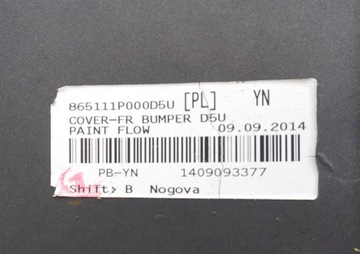 865111P000D5U [PL] YN
COVER-FR BUMPER D5U
PAINT FLOW 09.09.2014
PB-YN 1409093377
Shift: B Nogova